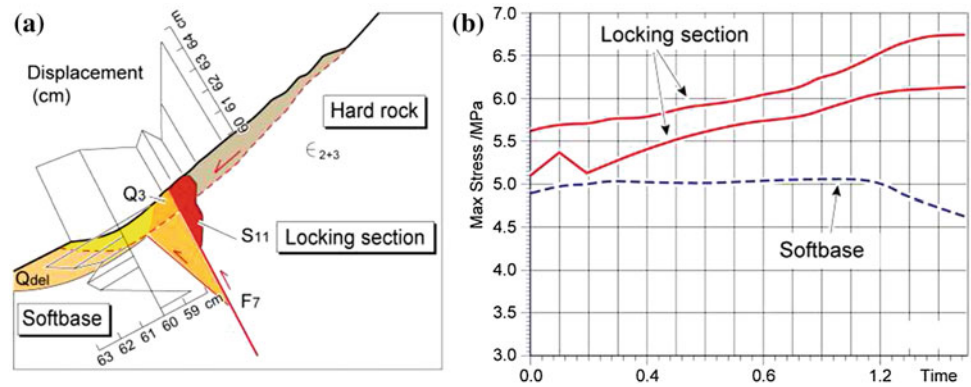 (a)
Displacement
(cm)
cm
64
63
62
61
60
Hard rock
ϵ2+3
Q3
S11
Locking section
Qdel
F7
Softbase
63 62 61 60 59 cm
(b)
Max Stress /MPa
7.0
6.5
6.0
5.5
5.0
4.5
4.0
3.5
3.0
Locking section
Softbase
0.0 0.4 0.6 1.2 Time